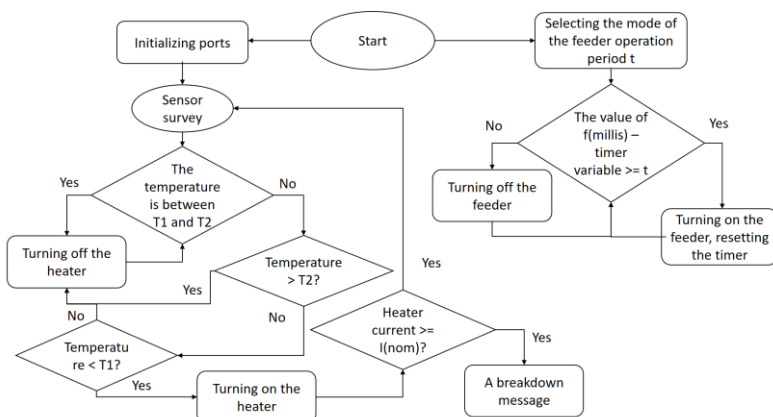 Initializing ports
Start
Selecting the mode of
the feeder operation
period t
Sensor
survey
The
temperature
is between
T1 and T2
Yes
No
Turning off the
heater
Temperature
> T2?
Yes
No
No
Temperatu
re < T1?
Yes
Turning on the
heater
Yes
Heater
current >=
I(nom)?
Yes
A breakdown
message
The value of
f(millis) –
timer
variable >= t
No
Yes
Turning off the
feeder
Turning on the
feeder, resetting
the timer